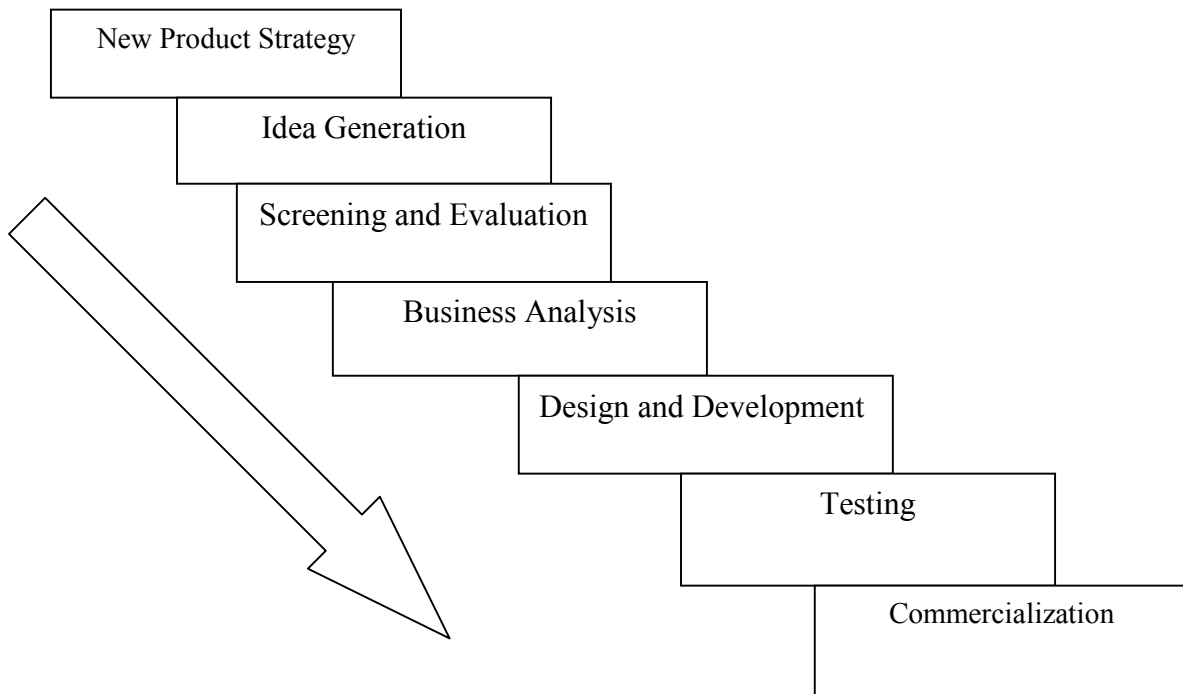 New Product Strategy
Idea Generation
Screening and Evaluation
Business Analysis
Design and Development
Testing
Commercialization